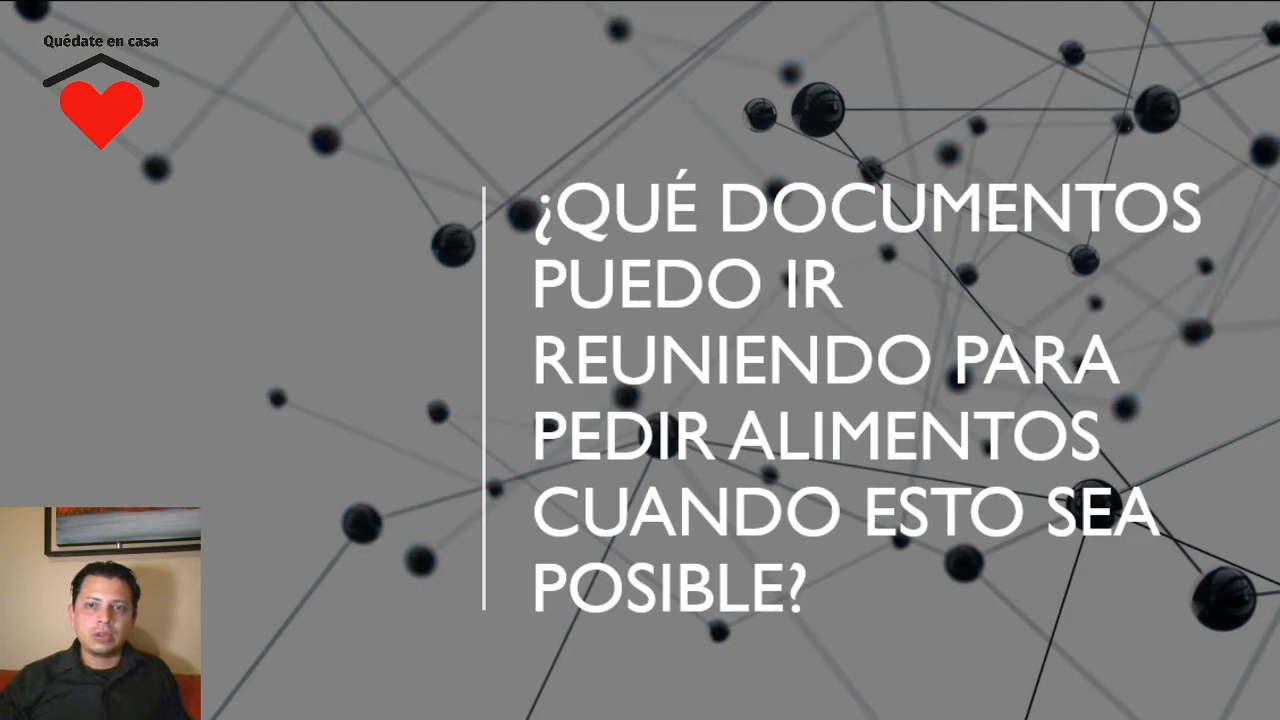 Quédate en casa
¿QUÉ DOCUMENTOS
PUEDO IR
REUNIENDO PARA
PEDIR ALIMENTOS
CUANDO ESTO SEA
POSIBLE?